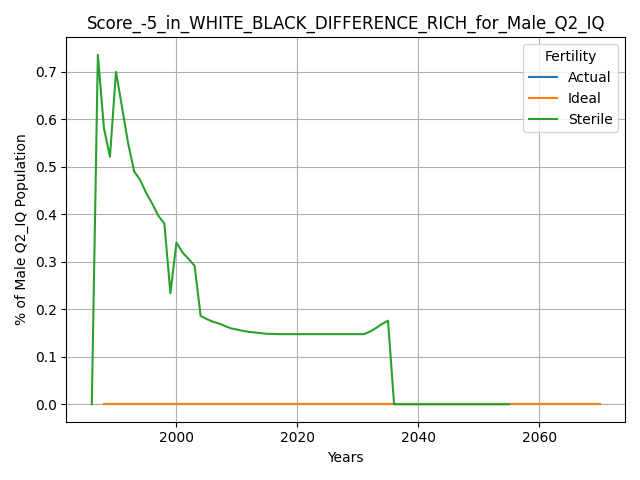 Score_-5_in_WHITE_BLACK_DIFFERENCE_RICH_for_Male_Q2_IQ
Fertility
Actual
Ideal
Sterile
% of Male Q2_IQ Population
0.7
0.6
0.5
0.4
0.3
0.2
0.1
0.0
2000
2020
2040
2060
Years